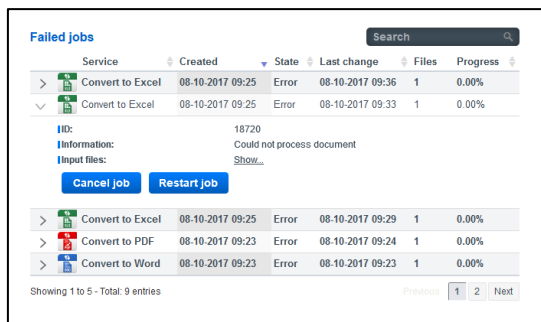 Failed jobs
Search
Service Created State Last change Files Progress
Convert to Excel 08-10-2017 09:25 Error 08-10-2017 09:36 1 0.00%
Convert to Excel 08-10-2017 09:25 Error 08-10-2017 09:33 1 0.00%
ID: 18720
Information: Could not process document
Input files: Show...
Cancel job Restart job
Convert to Excel 08-10-2017 09:25 Error 08-10-2017 09:29 1 0.00%
Convert to PDF 08-10-2017 09:23 Error 08-10-2017 09:24 1 0.00%
Convert to Word 08-10-2017 09:23 Error 08-10-2017 09:23 1 0.00%
Showing 1 to 5 - Total: 9 entries
Previous 1 2 Next